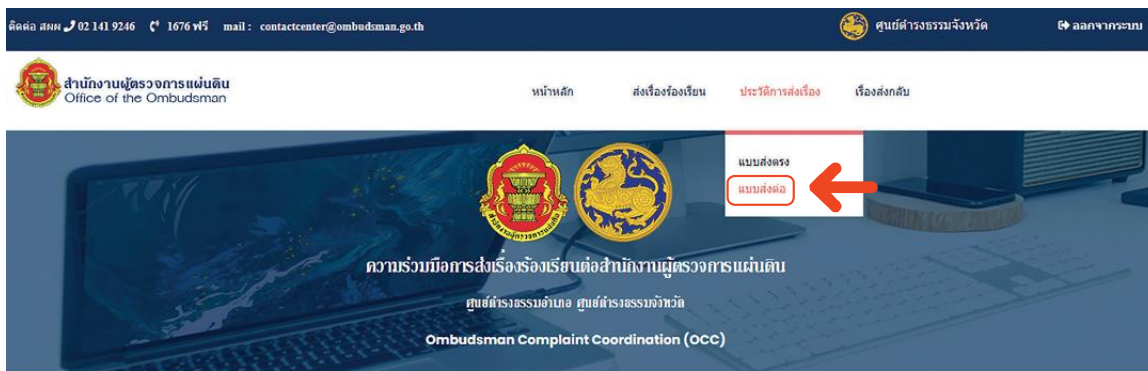 ติดต่อ สผผ 02 141 9246 1676 ฟรี mail : contactcenter@ombudsman.go.th ศูนย์ดำรงธรรมจังหวัด ออกจากระบบ
สำนักงานผู้ตรวจการแผ่นดิน
Office of the Ombudsman
หน้าหลัก ส่งเรื่องร้องเรียน ประวัติการส่งเรื่อง เรื่องส่งกลับ
แบบส่งตรง
แบบส่งต่อ
ความร่วมมือการส่งเรื่องร้องเรียนต่อสำนักงานผู้ตรวจการแผ่นดิน
ศูนย์ดำรงธรรมอำเภอ ศูนย์ดำรงธรรมจังหวัด
Ombudsman Complaint Coordination (OCC)